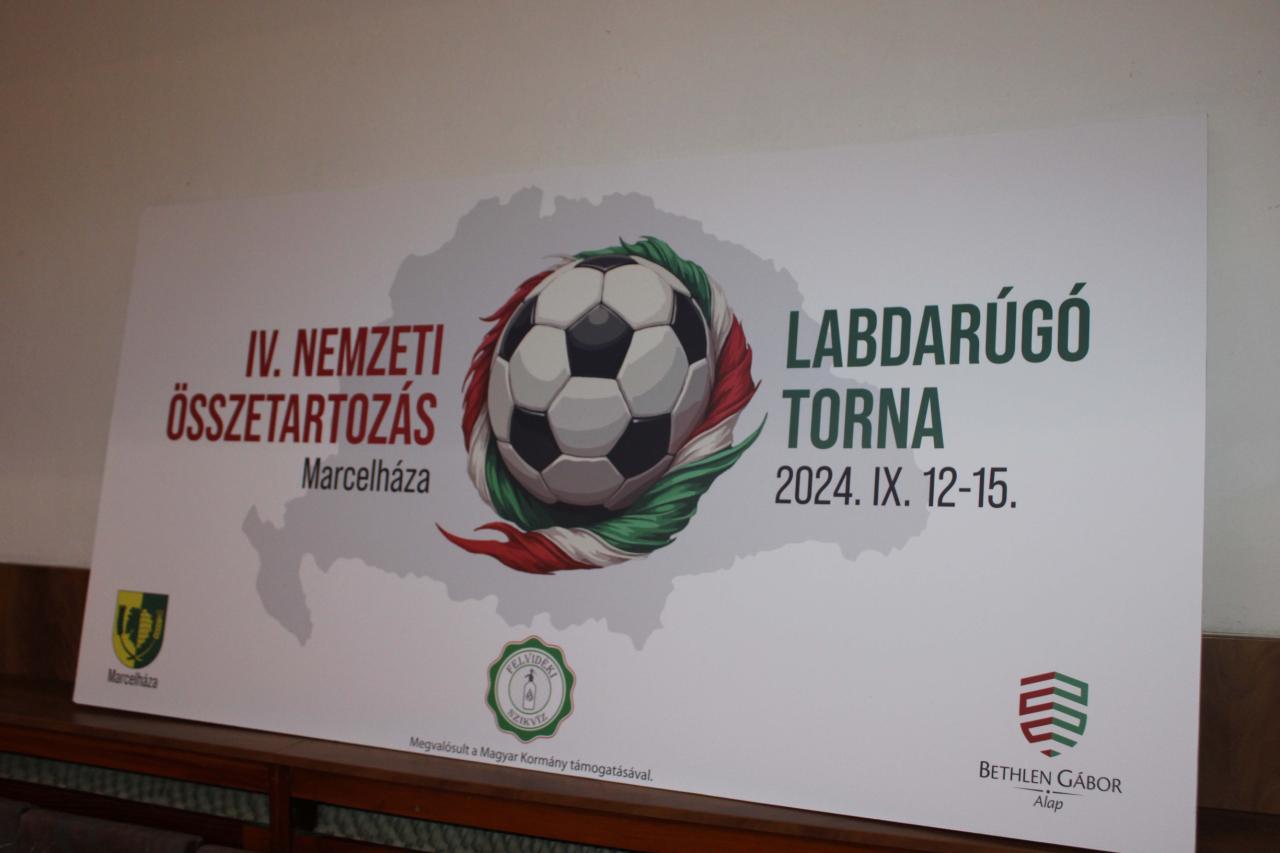 IV. NEMZETI
ÖSSZETARTOZÁS
Marcelháza
LABDARÚGÓ
TORNA
2024. IX. 12-15.
Marcelháza
FELVIDÉKI
SZIKVÍZ
Megvalósult a Magyar Kormány támogatásával.
BETHLEN GÁBOR
Alap